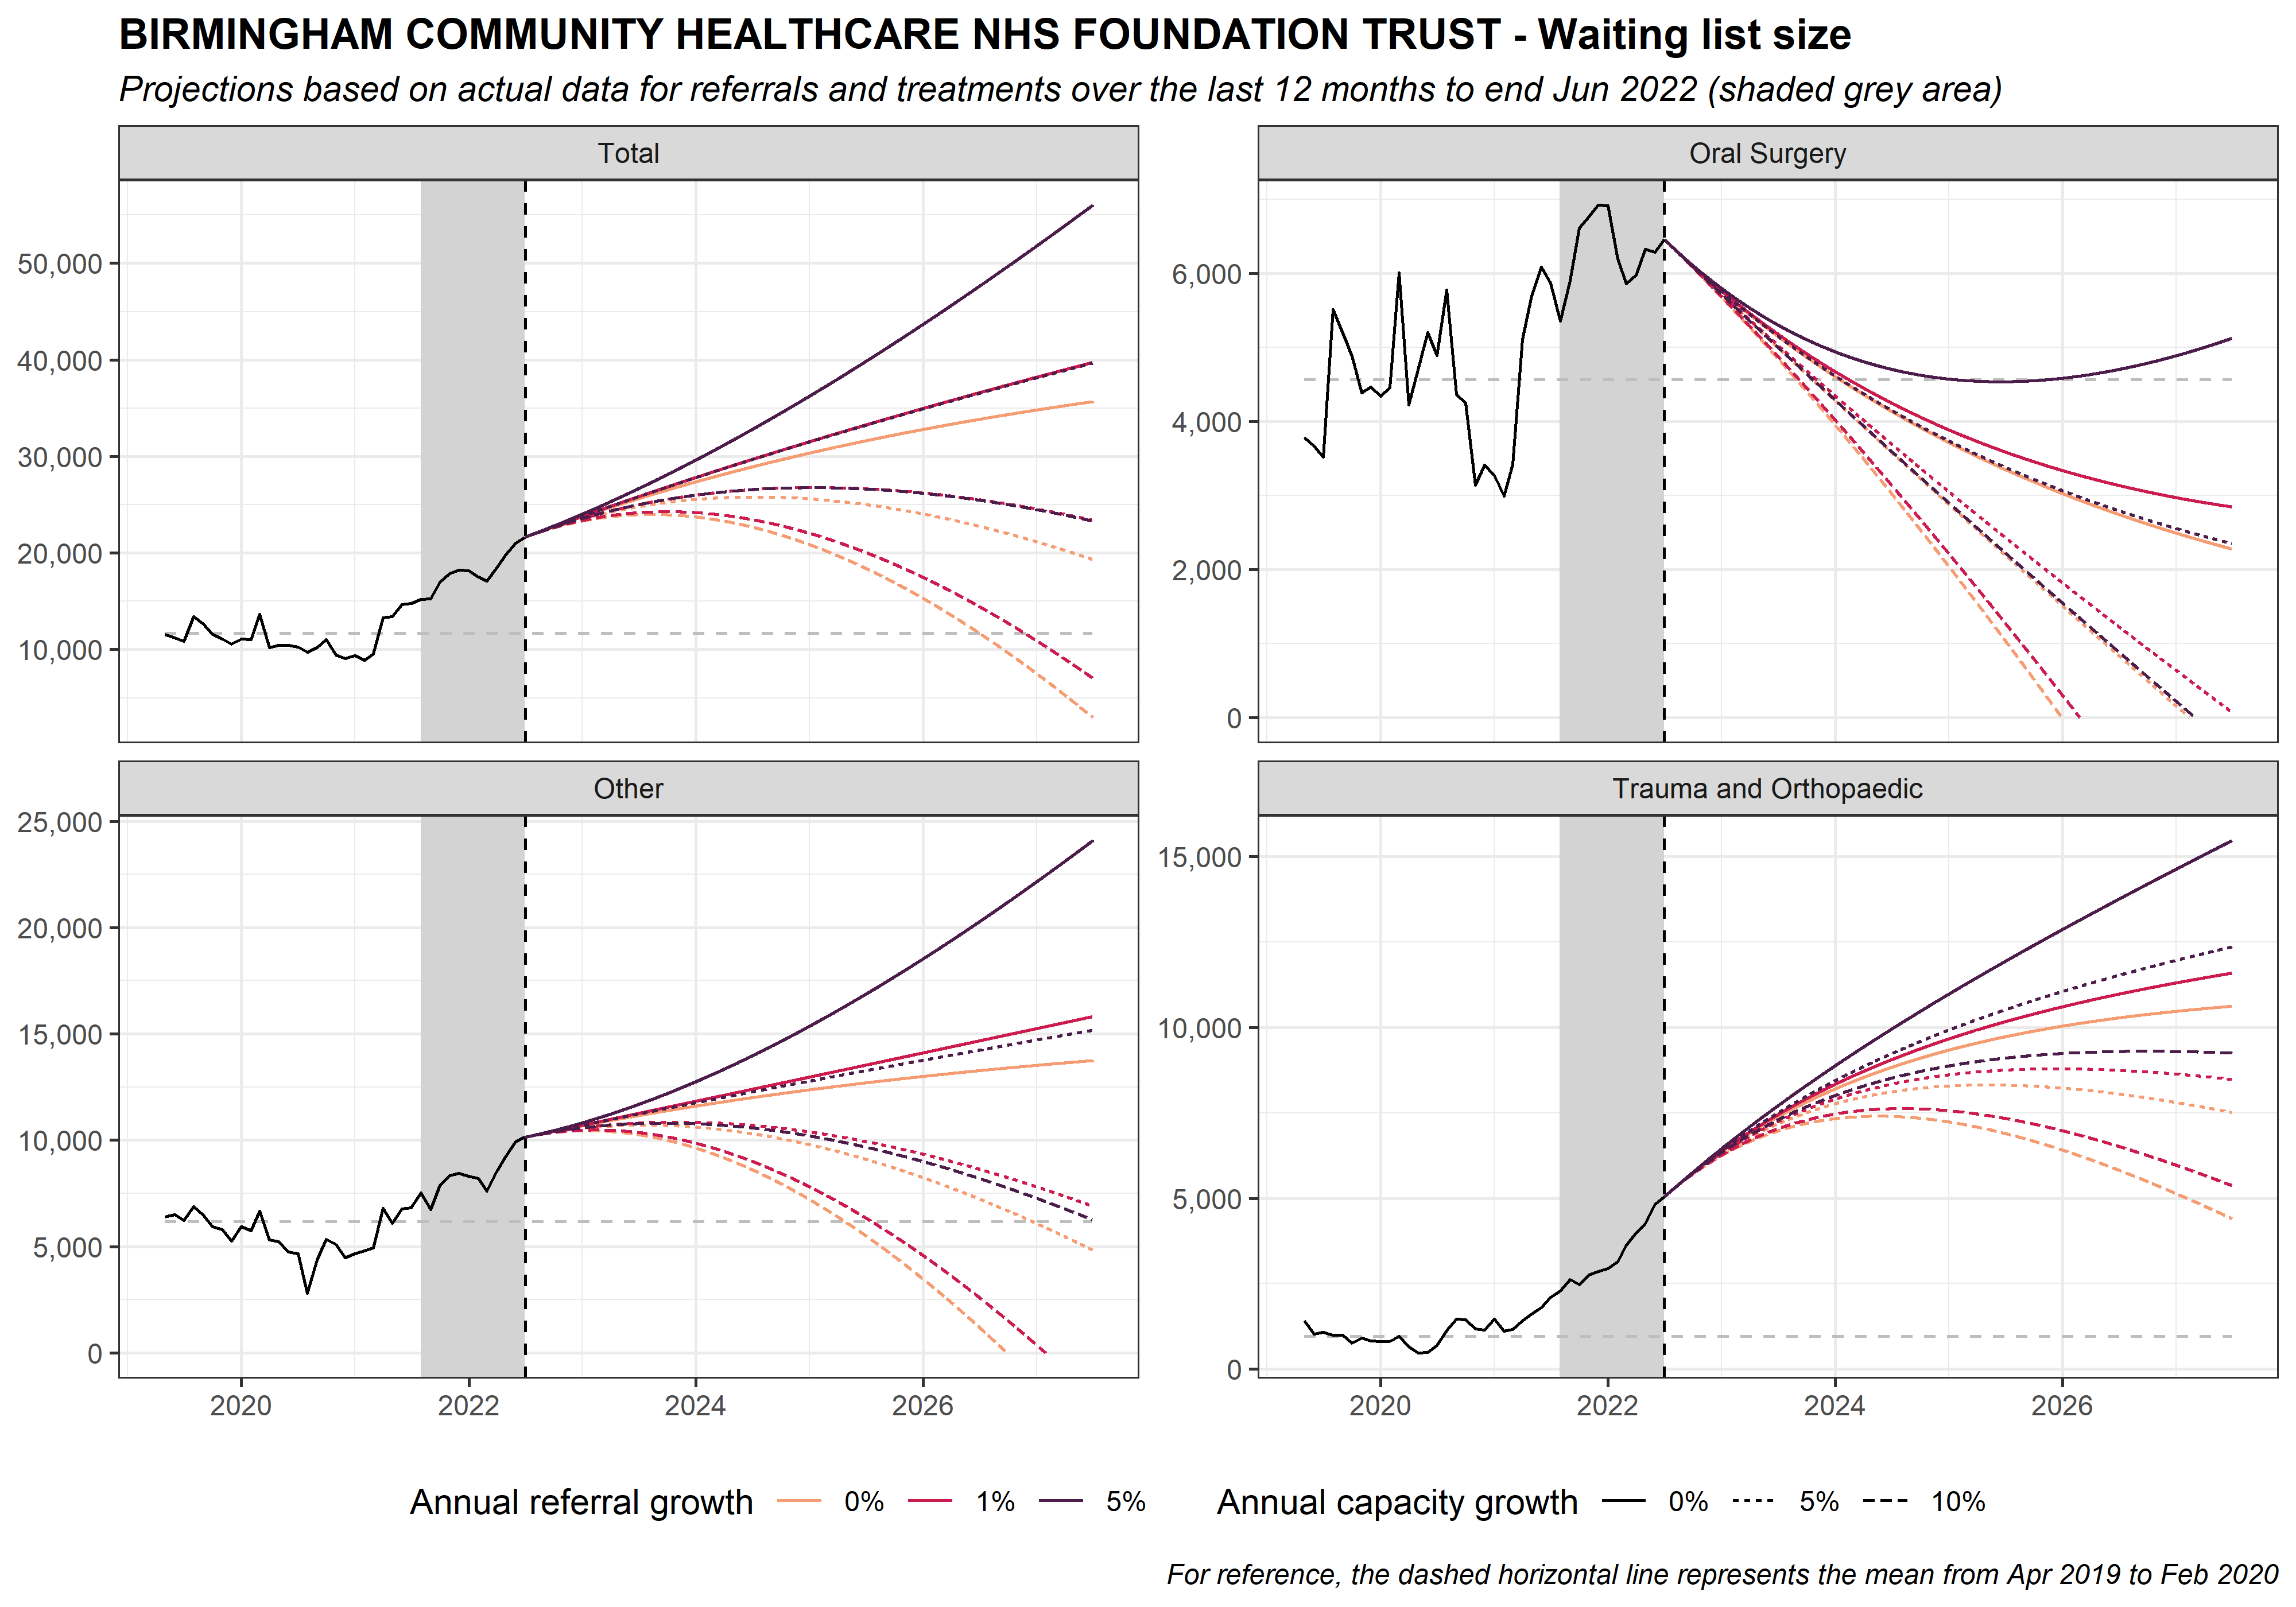 BIRMINGHAM COMMUNITY HEALTHCARE NHS FOUNDATION TRUST - Waiting list size
Projections based on actual data for referrals and treatments over the last 12 months to end Jun 2022 (shaded grey area)
Total
50,000
40,000
30,000
20,000
10,000
Oral Surgery
6,000
4,000
2,000
0
Other
25,000
20,000
15,000
10,000
5,000
0
2020 2022 2024 2026
Trauma and Orthopaedic
15,000
10,000
5,000
0
2020 2022 2024 2026
Annual referral growth 0% 1% 5%
Annual capacity growth 0% 5% 10%
For reference, the dashed horizontal line represents the mean from Apr 2019 to Feb 2020